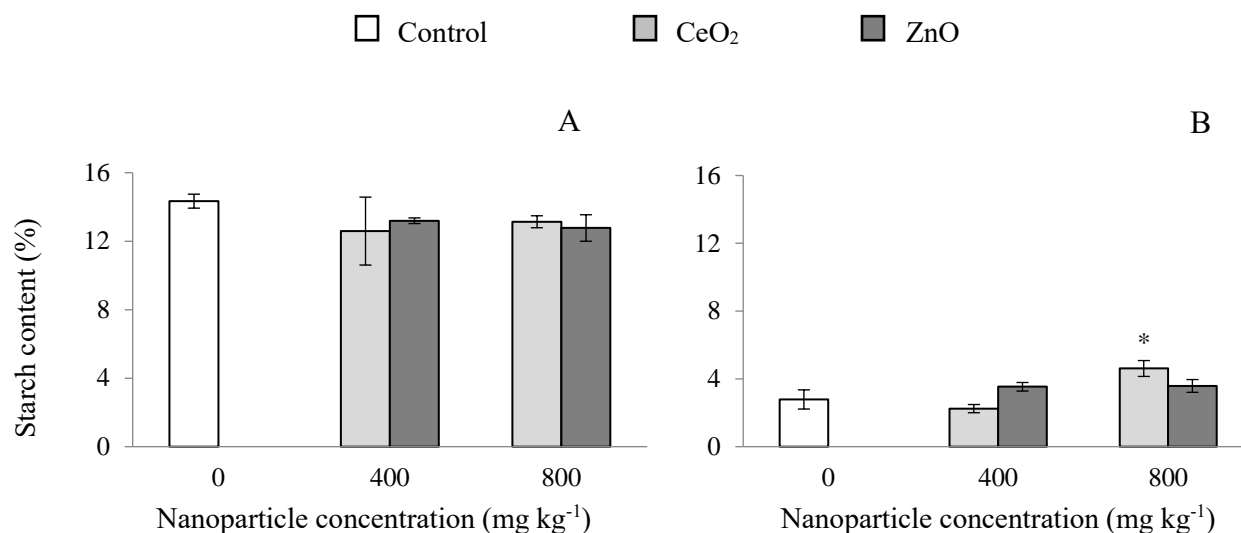 Control CeO₂ ZnO
A
B
Starch content (%)
16
12
8
4
0
0 400 800
Nanoparticle concentration (mg kg⁻¹)
16
12
8
4
0
*
0 400 800
Nanoparticle concentration (mg kg⁻¹)